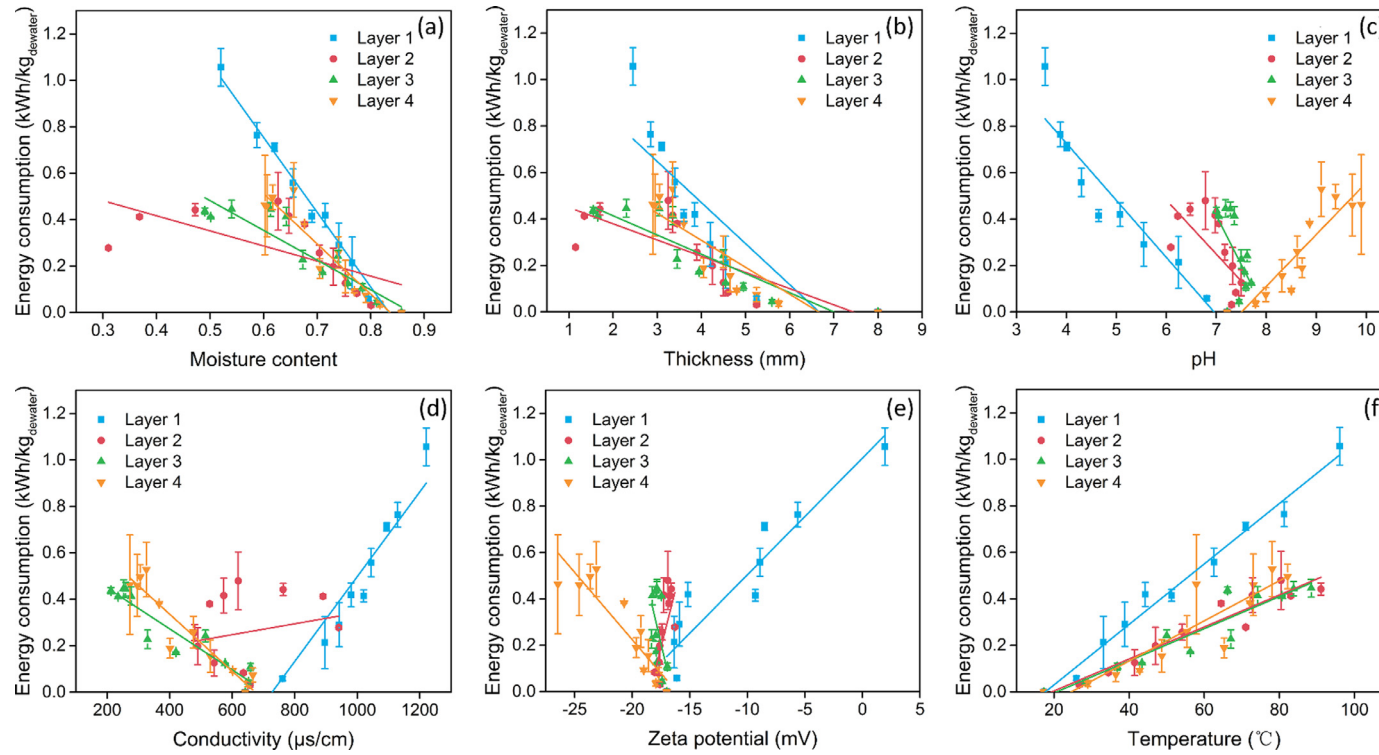 (a)
Layer 1
Layer 2
Layer 3
Layer 4
Energy consumption (kWh/kg_dewater)
1.2
1.0
0.8
0.6
0.4
0.2
0.0
0.3 0.4 0.5 0.6 0.7 0.8 0.9
Moisture content
(b)
Layer 1
Layer 2
Layer 3
Layer 4
Energy consumption (kWh/kg_dewater)
1.2
1.0
0.8
0.6
0.4
0.2
0.0
1 2 3 4 5 6 7 8 9
Thickness (mm)
(c)
Layer 1
Layer 2
Layer 3
Layer 4
Energy consumption (kWh/kg_dewater)
1.2
1.0
0.8
0.6
0.4
0.2
0.0
3 4 5 6 7 8 9 10
pH
(d)
Layer 1
Layer 2
Layer 3
Layer 4
Energy consumption (kWh/kg_dewater)
1.2
1.0
0.8
0.6
0.4
0.2
0.0
200 400 600 800 1000 1200
Conductivity (μs/cm)
(e)
Layer 1
Layer 2
Layer 3
Layer 4
Energy consumption (kWh/kg_dewater)
1.2
1.0
0.8
0.6
0.4
0.2
0.0
-25 -20 -15 -10 -5 0 5
Zeta potential (mV)
(f)
Layer 1
Layer 2
Layer 3
Layer 4
Energy consumption (kWh/kg_dewater)
1.2
1.0
0.8
0.6
0.4
0.2
0.0
20 40 60 80 100
Temperature (℃)